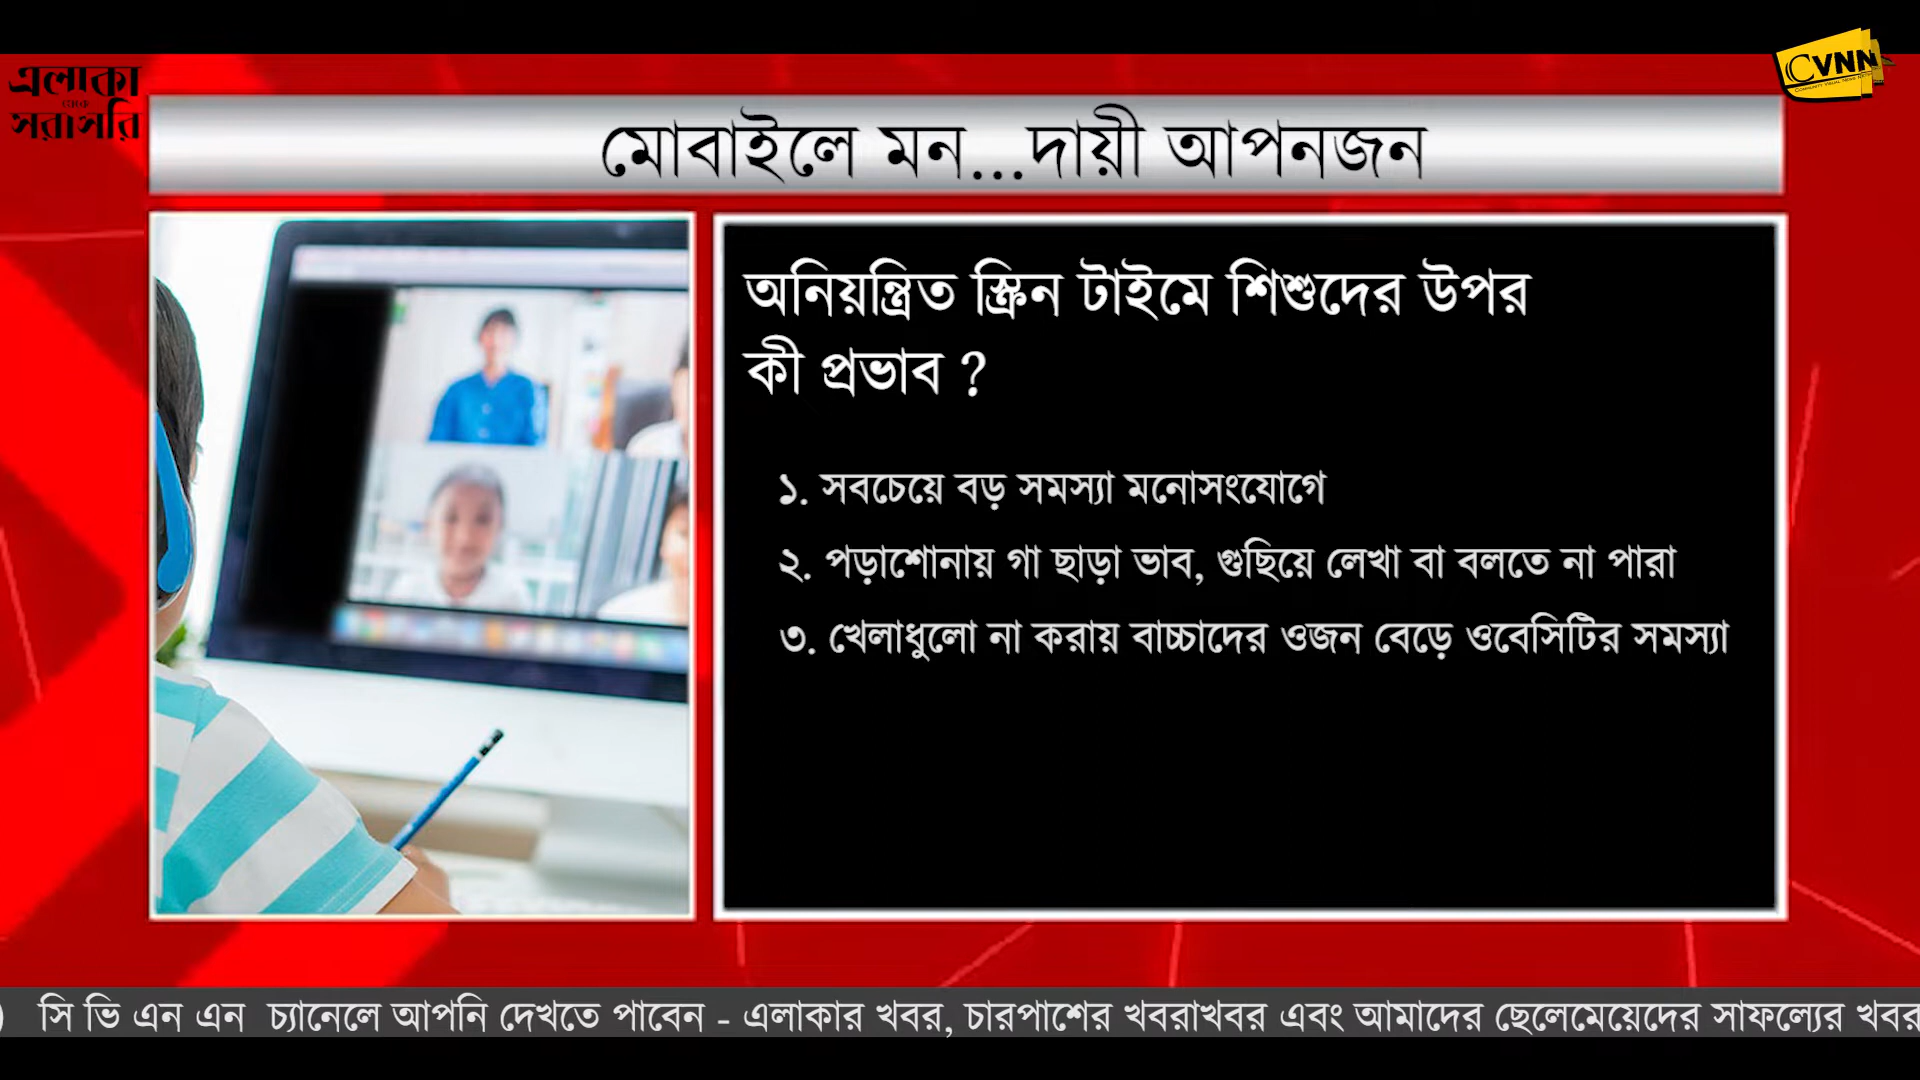 এলাকা
থেকে
সরাসরি
CVNN
মোবাইলে মন...দায়ী আপনজন
অনিয়ন্ত্রিত স্ক্রিন টাইমে শিশুদের উপর
কী প্রভাব ?
১. সবচেয়ে বড় সমস্যা মনোসংযোগে
২. পড়াশোনায় গা ছাড়া ভাব, গুছিয়ে লেখা বা বলতে না পারা
৩. খেলাধুলো না করায় বাচ্চাদের ওজন বেড়ে ওবেসিটির সমস্যা
) সি ভি এন এন চ্যানেলে আপনি দেখতে পাবেন - এলাকার খবর, চারপাশের খবরাখবর এবং আমাদের ছেলেমেয়েদের সাফল্যের খবর